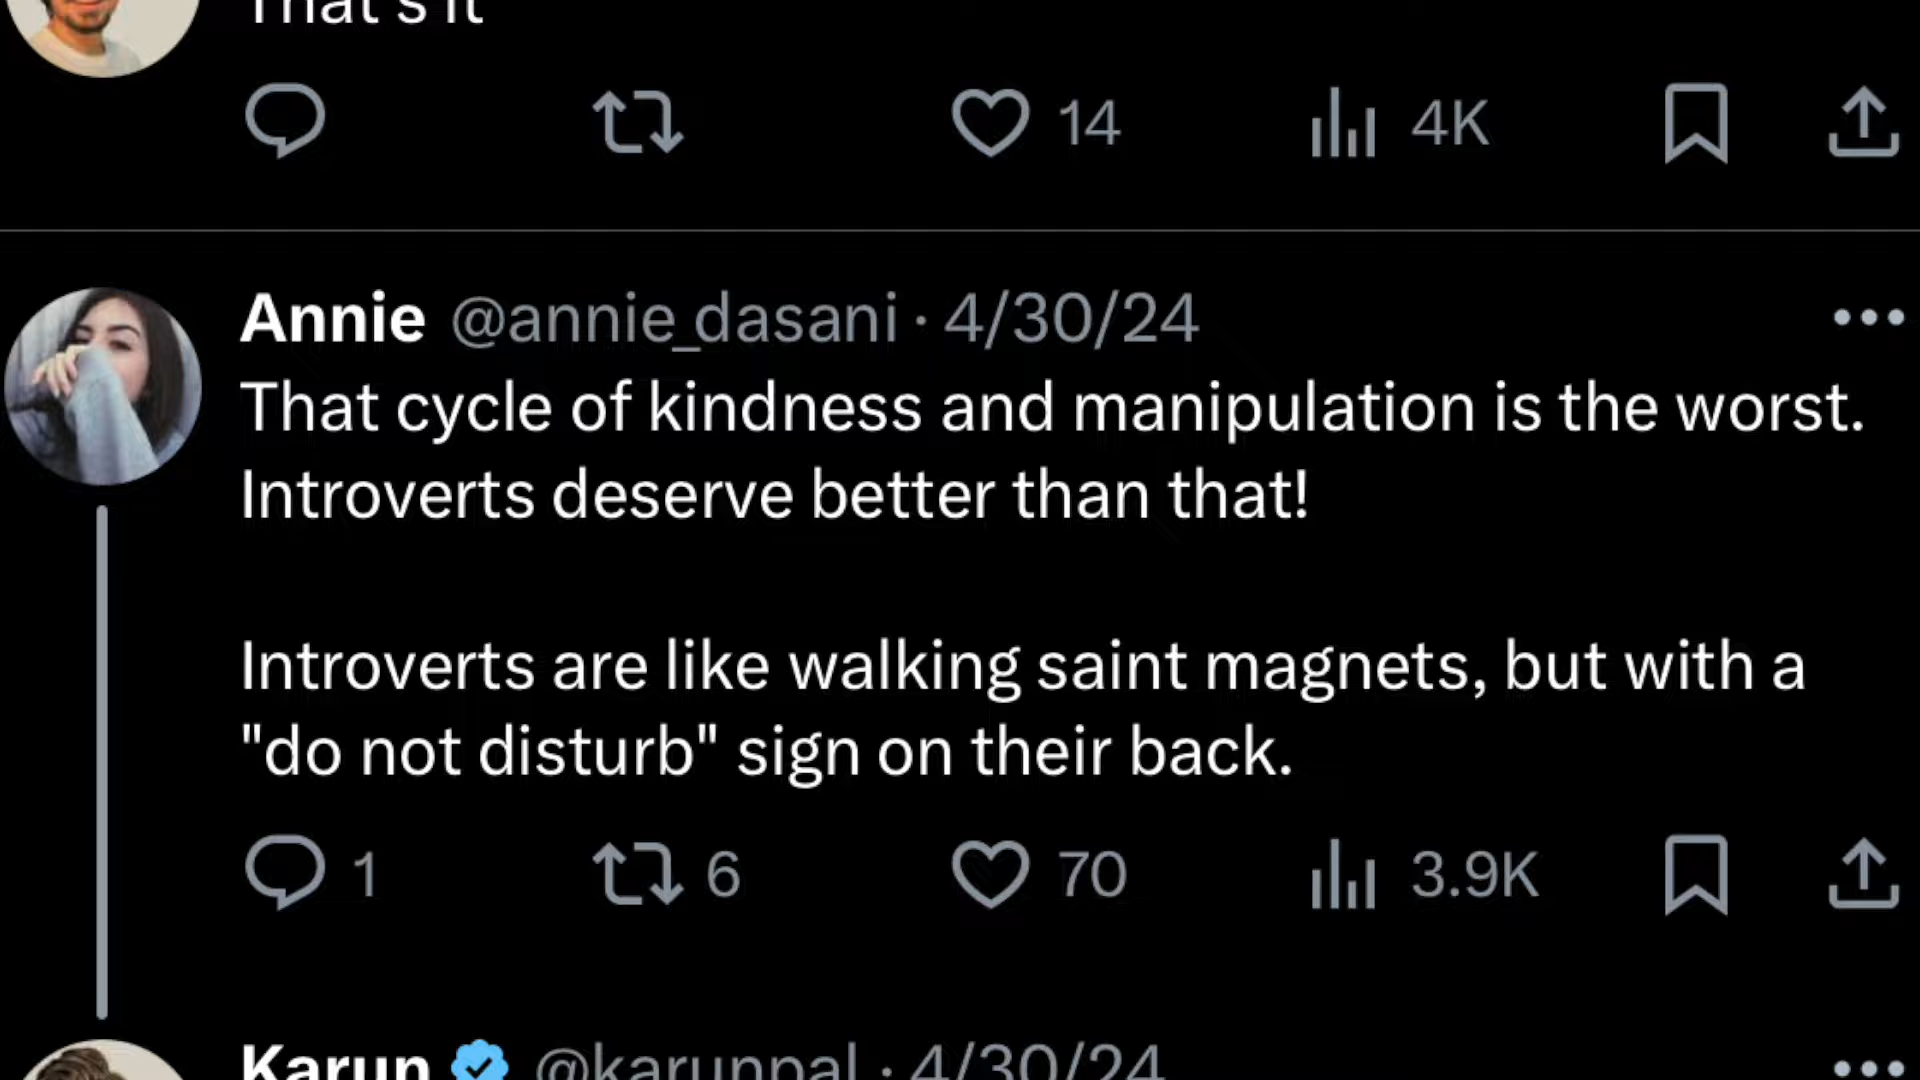 That's it
14 4K
Annie @annie_dasani · 4/30/24
That cycle of kindness and manipulation is the worst.
Introverts deserve better than that!
Introverts are like walking saint magnets, but with a
"do not disturb" sign on their back.
1 6 70 3.9K
Karun @karunpal · 4/30/24